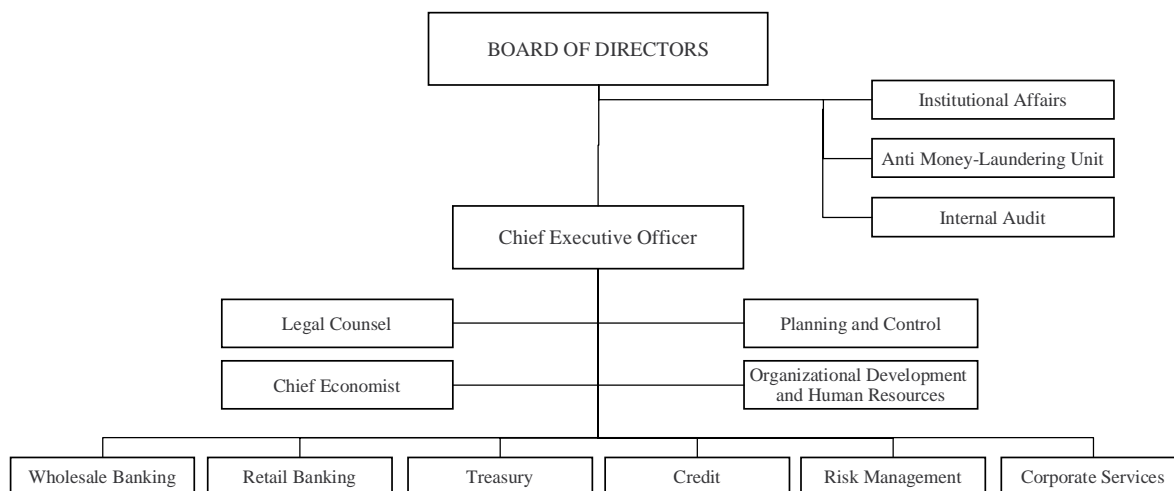 BOARD OF DIRECTORS
Institutional Affairs
Anti Money-Laundering Unit
Internal Audit
Chief Executive Officer
Legal Counsel
Planning and Control
Chief Economist
Organizational Development
and Human Resources
Wholesale Banking
Retail Banking
Treasury
Credit
Risk Management
Corporate Services